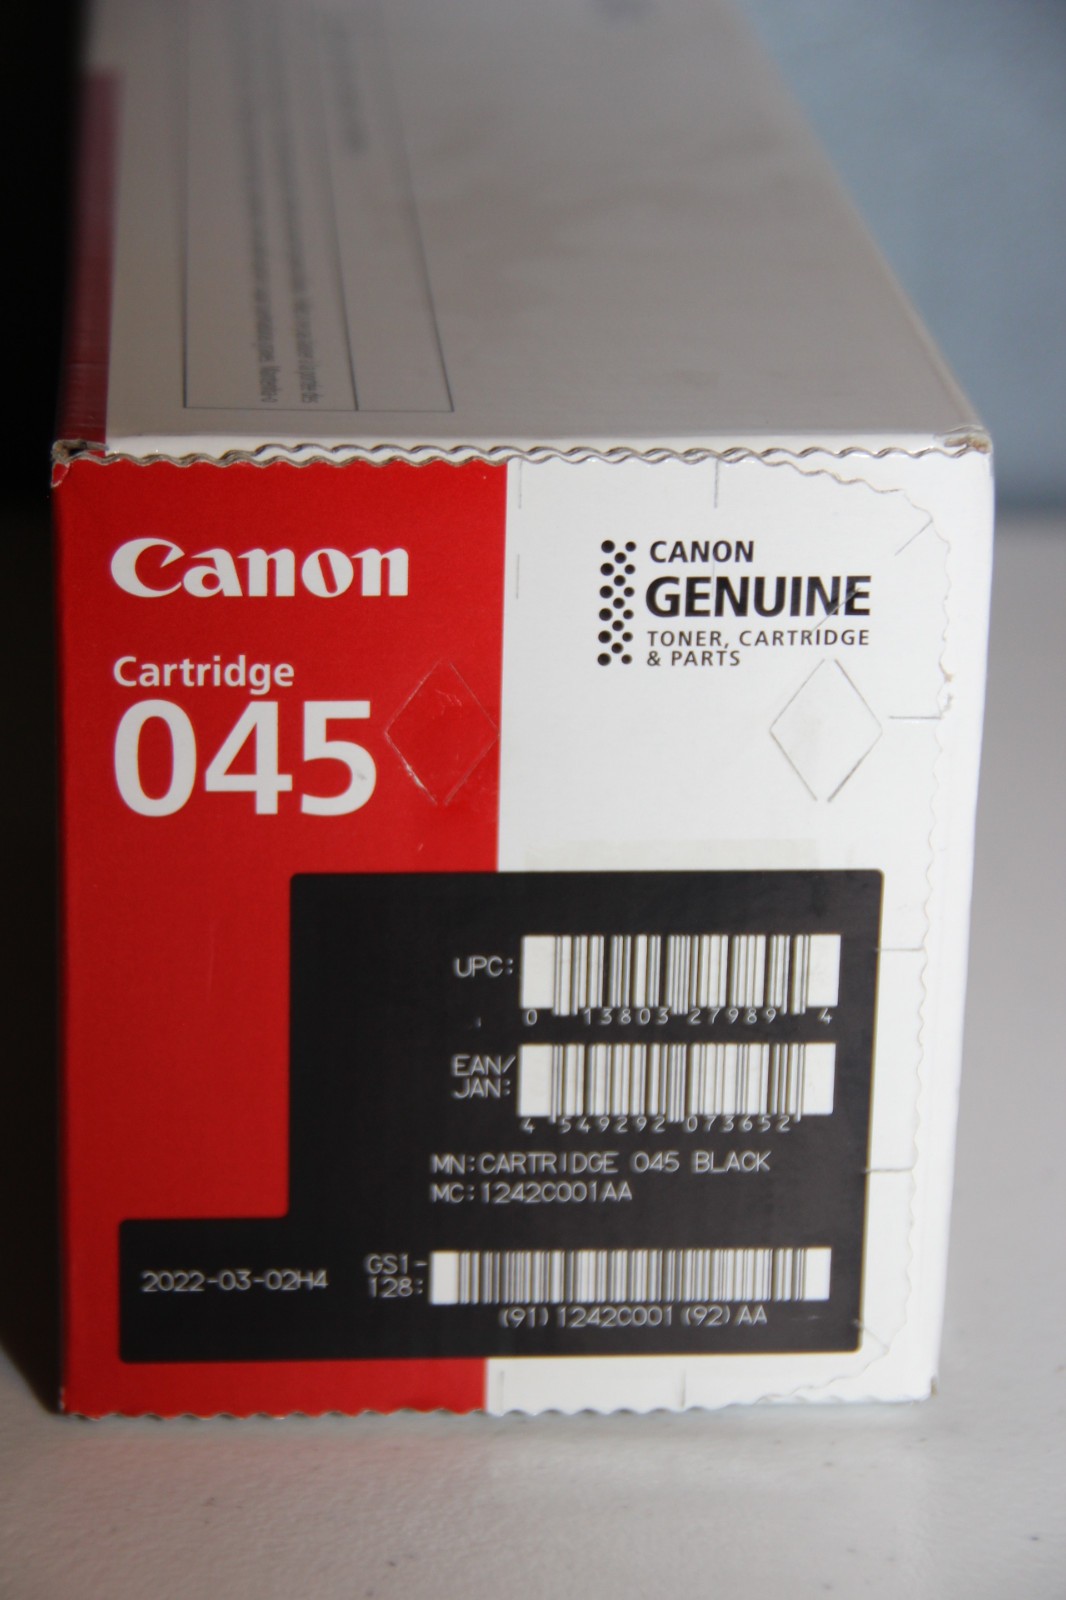 Canon
Cartridge
045
CANON
GENUINE
TONER, CARTRIDGE
& PARTS
UPC:
0 13803 27989 4
EAN/
JAN:
4 549292 073652
MN:CARTRIDGE 045 BLACK
MC:1242C001AA
2022-03-02H4
GS1-
128:
(91)1242C001(92)AA